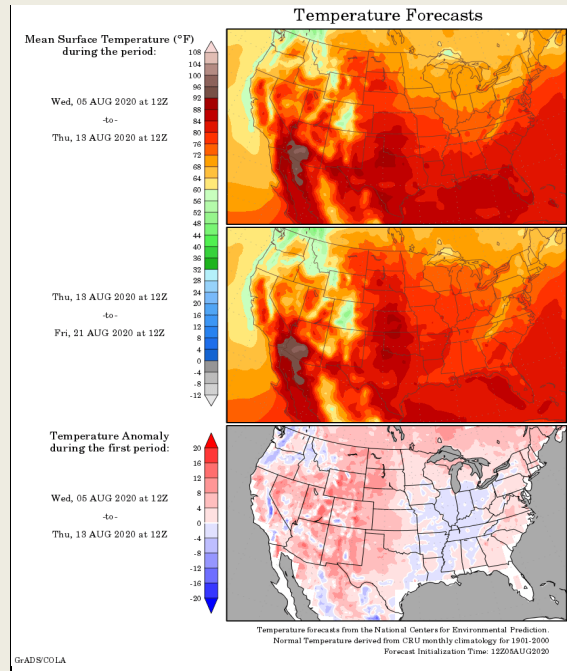 Temperature Forecasts
Mean Surface Temperature (°F)
during the period:
Wed, 05 AUG 2020 at 12Z
-to-
Thu, 13 AUG 2020 at 12Z
108
104
100
96
92
88
84
80
76
72
68
64
60
56
52
48
44
40
36
32
28
24
20
16
12
8
4
0
-4
-8
-12
Thu, 13 AUG 2020 at 12Z
-to-
Fri, 21 AUG 2020 at 12Z
Temperature Anomaly
during the first period:
Wed, 05 AUG 2020 at 12Z
-to-
Thu, 13 AUG 2020 at 12Z
20
16
12
8
4
0
-4
-8
-12
-16
-20
Temperature forecasts from the National Centers for Environmental Prediction.
Normal Temperature derived from CRU monthly climatology for 1901-2000
Forecast Initialization Time: 12Z05AUG2020
GrADS/COLA